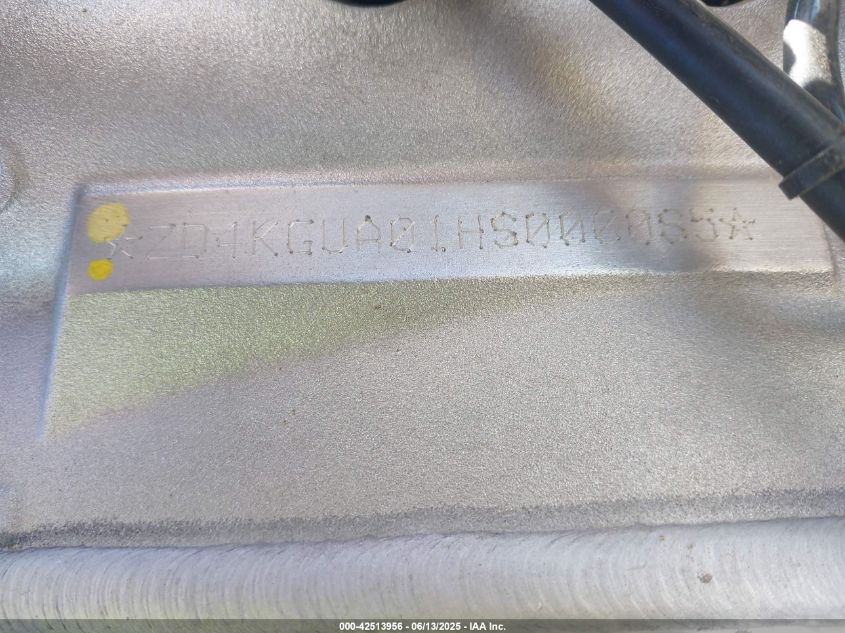 ☆ZD4KGUA01HS000085☆
000-42513956 - 06/13/2025 - IAA Inc.